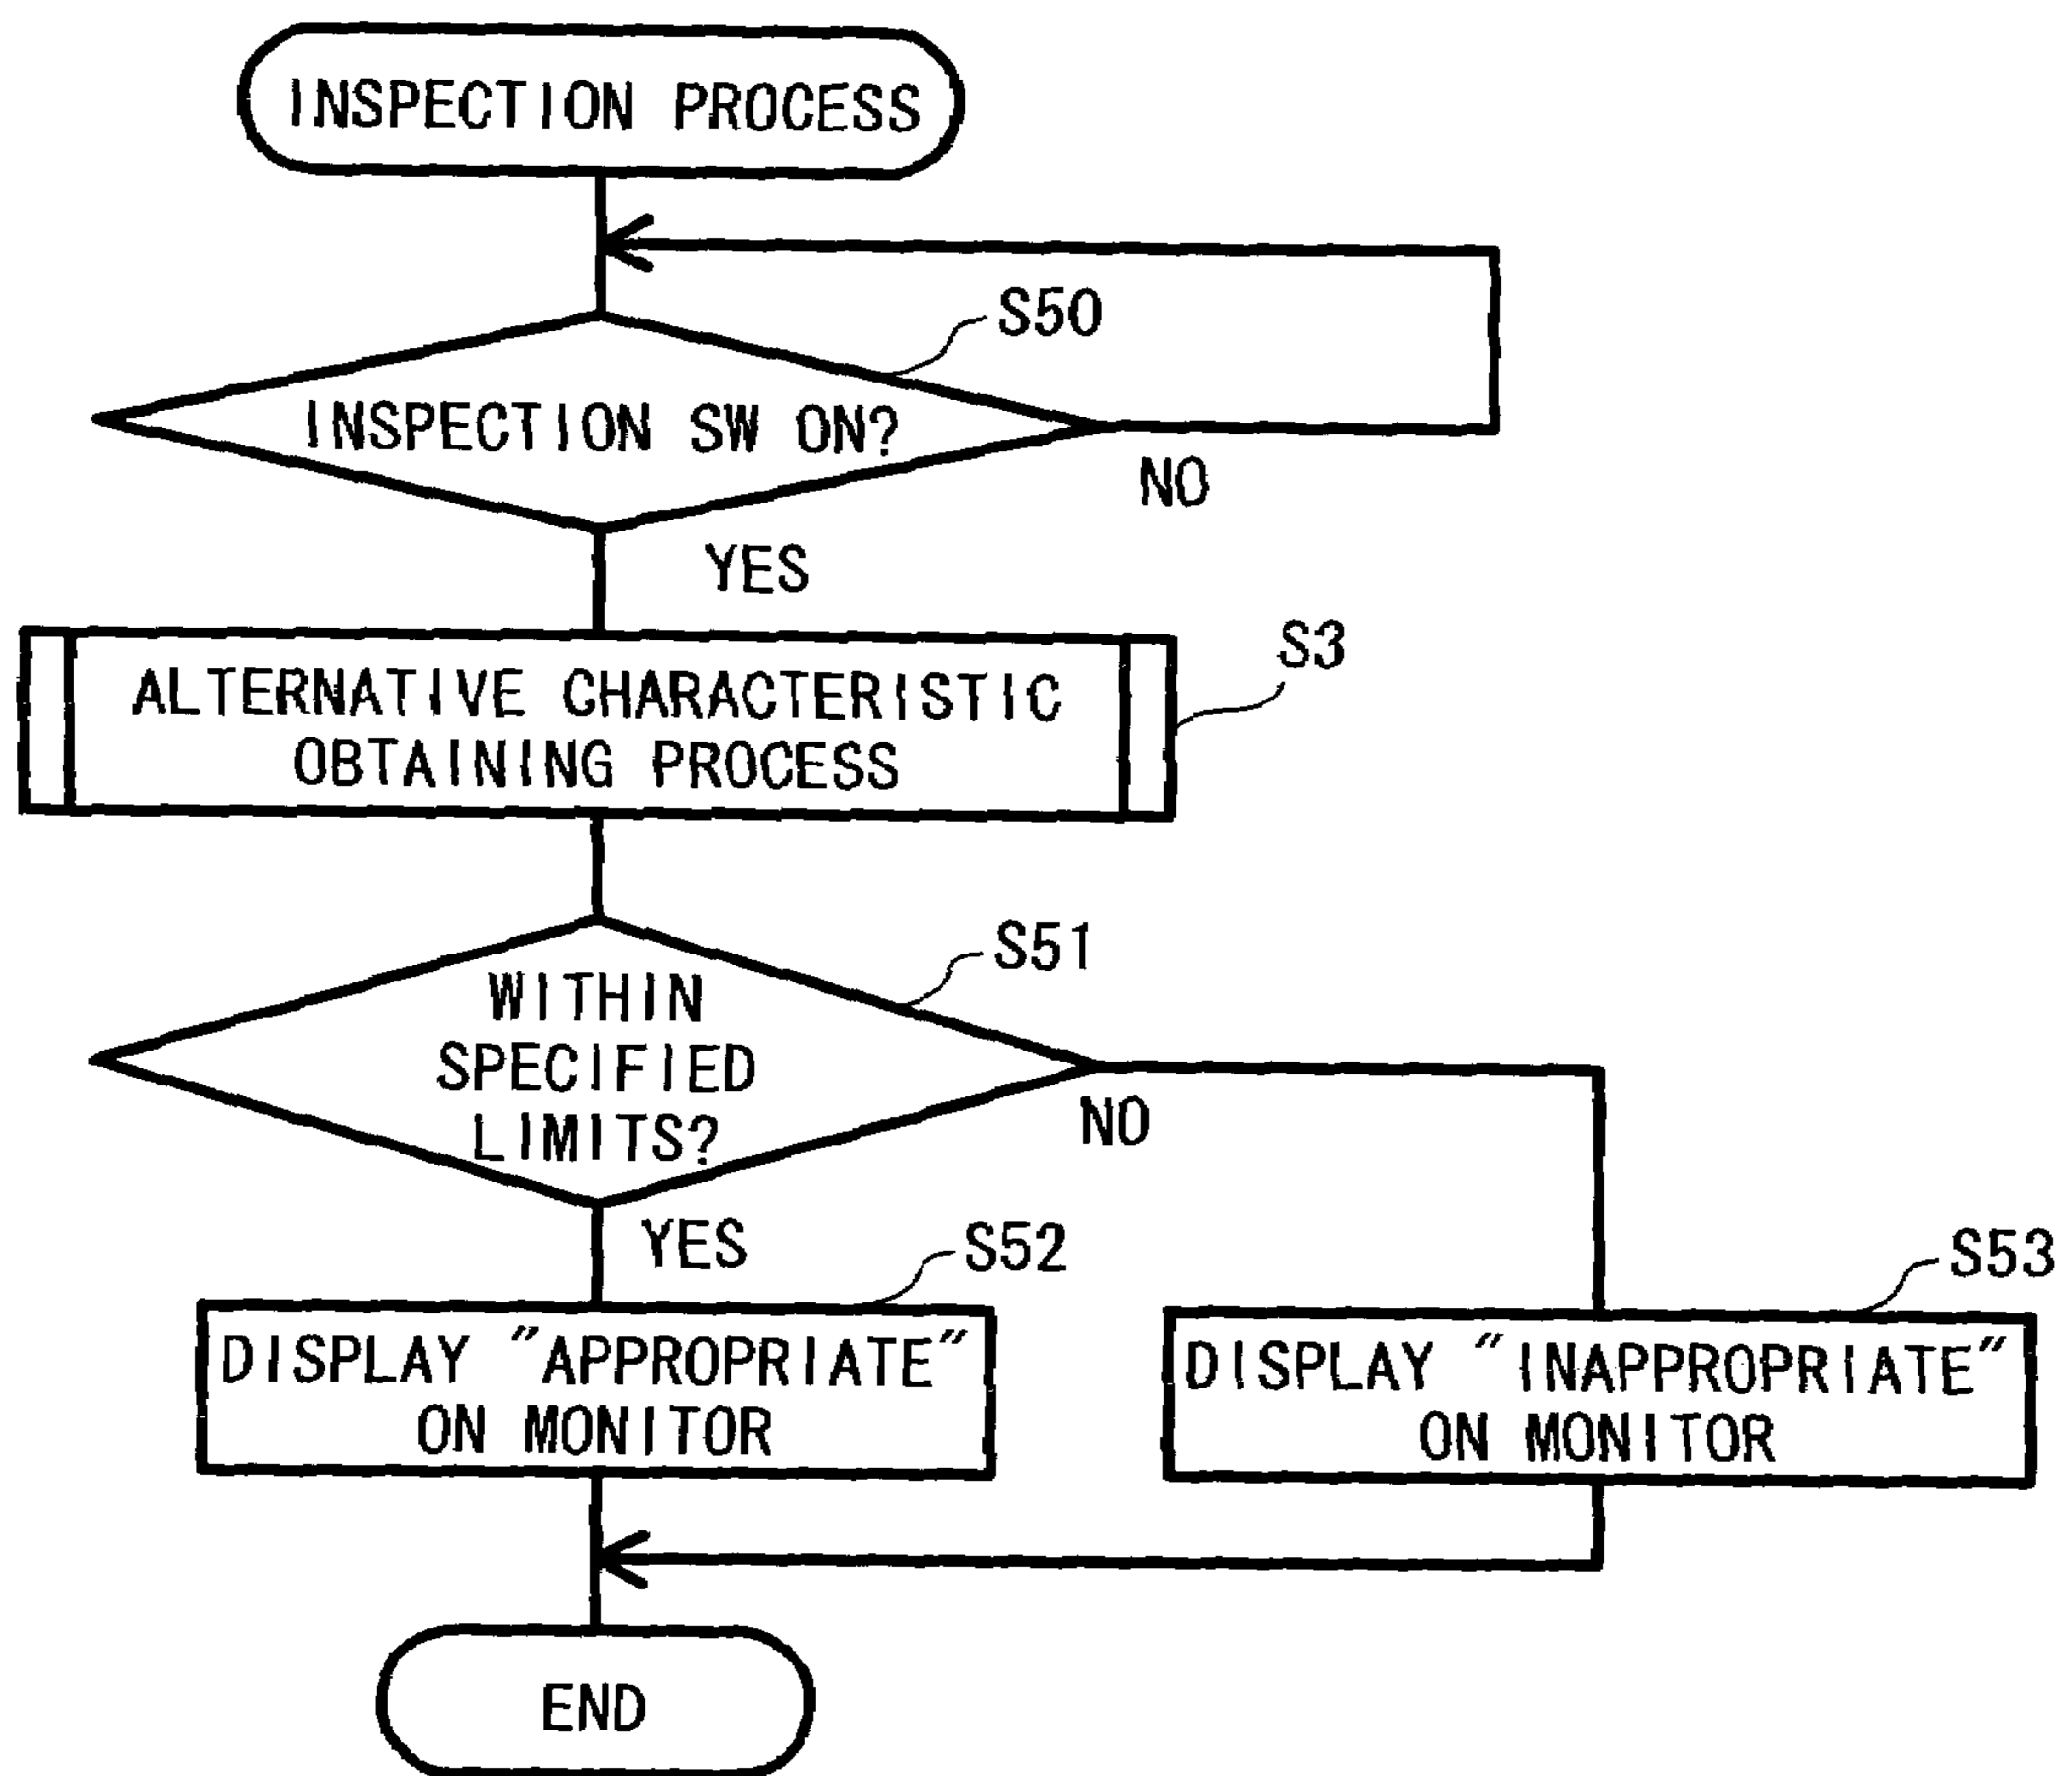 INSPECTION PROCESS
S50
INSPECTION SW ON?
NO
YES
S3
ALTERNATIVE CHARACTERISTIC
OBTAINING PROCESS
S51
WITHIN
SPECIFIED
LIMITS?
NO
YES
S52
S53
DISPLAY "APPROPRIATE"
ON MONITOR
DISPLAY "INAPPROPRIATE"
ON MONITOR
END